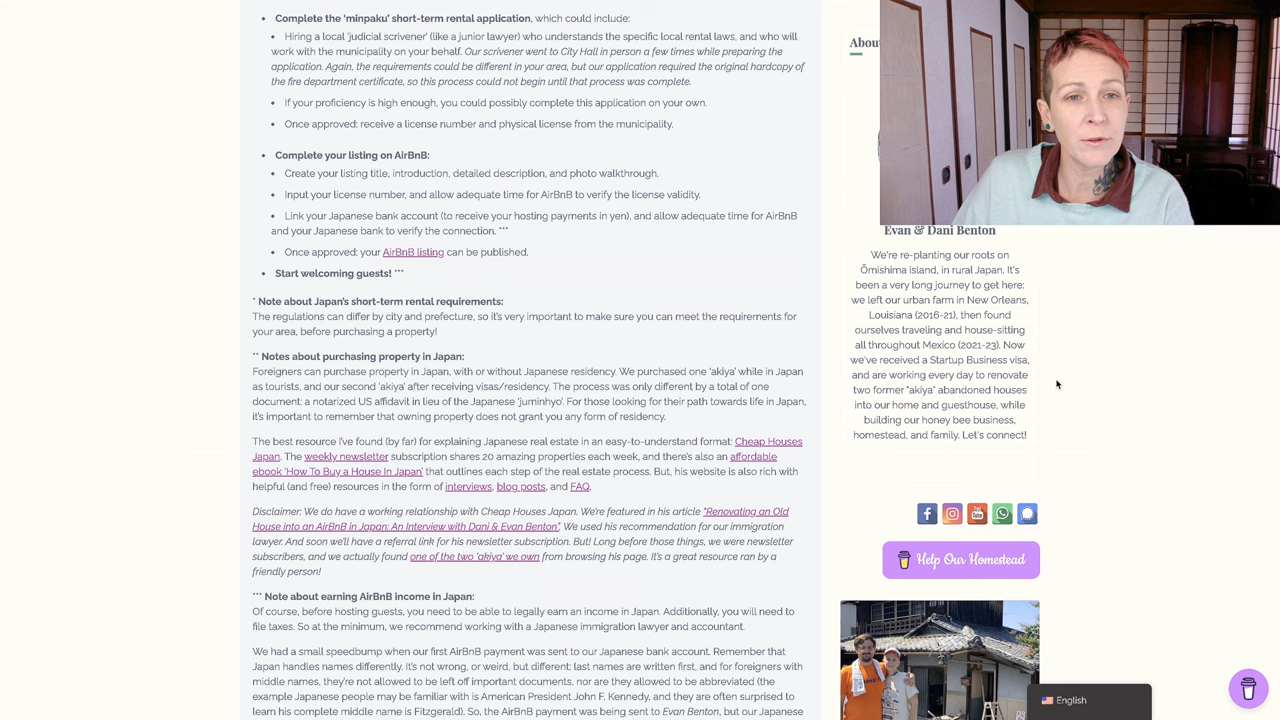 Complete the ‘minpaku’ short-term rental application, which could include:
Hiring a local ‘judicial scrivener’ (like a junior lawyer) who understands the specific local rental laws, and who will
work with the municipality on your behalf. Our scrivener went to City Hall in person a few times while preparing the
application. Again, the requirements could be different in your area, but our application required the original hardcopy of
the fire department certificate, so this process could not begin until that process was complete.
If your proficiency is high enough, you could possibly complete this application on your own.
Once approved: receive a license number and physical license from the municipality.
Complete your listing on AirBnB:
Create your listing title, introduction, detailed description, and photo walkthrough.
Input your license number, and allow adequate time for AirBnB to verify the license validity.
Link your Japanese bank account (to receive your hosting payments in yen), and allow adequate time for AirBnB
and your Japanese bank to verify the connection. ***
Once approved: your AirBnB listing can be published.
Start welcoming guests! ***
* Note about Japan’s short-term rental requirements:
The regulations can differ by city and prefecture, so it’s very important to make sure you can meet the requirements for
your area, before purchasing a property!
** Notes about purchasing property in Japan:
Foreigners can purchase property in Japan, with or without Japanese residency. We purchased one ‘akiya’ while in Japan
as tourists, and our second ‘akiya’ after receiving visas/residency. The process was only different by a total of one
document: a notarized US affidavit in lieu of the Japanese ‘juminhyo’. For those looking for their path towards life in Japan,
it’s important to remember that owning property does not grant you any form of residency.
The best resource I’ve found (by far) for explaining Japanese real estate in an easy-to-understand format: Cheap Houses
Japan. The weekly newsletter subscription shares 20 amazing properties each week, and there’s also an affordable
ebook ‘How To Buy a House In Japan’ that outlines each step of the real estate process. But, his website is also rich with
helpful (and free) resources in the form of interviews, blog posts, and FAQ.
Disclaimer: We do have a working relationship with Cheap Houses Japan. We’re featured in his article “Renovating an Old
House into an AirBnB in Japan: An Interview with Dani & Evan Benton”. We used his recommendation for our immigration
lawyer. And soon we’ll have a referral link for his newsletter subscription. But! Long before those things, we were newsletter
subscribers, and we actually found one of the two ‘akiya’ we own from browsing his page. It’s a great resource ran by a
friendly person!
*** Note about earning AirBnB income in Japan:
Of course, before hosting guests, you need to be able to legally earn an income in Japan. Additionally, you will need to
file taxes. So at the minimum, we recommend working with a Japanese immigration lawyer and accountant.
We had a small speedbump when our first AirBnB payment was sent to our Japanese bank account. Remember that
Japan handles names differently. It’s not wrong, or weird, but different: last names are written first, and for foreigners with
middle names, they’re not allowed to be left off important documents, nor are they allowed to be abbreviated (the
example Japanese people may be familiar with is American President John F. Kennedy, and they are often surprised to
learn his complete middle name is Fitzgerald). So, the AirBnB payment was being sent to Evan Benton, but our Japanese
Abou
Evan & Dani Benton
We're re-planting our roots on
Ōmishima island, in rural Japan. It's
been a very long journey to get here:
we left our urban farm in New Orleans,
Louisiana (2016-21), then found
ourselves traveling and house-sitting
all throughout Mexico (2021-23). Now
we've received a Startup Business visa,
and are working every day to renovate
two former "akiya" abandoned houses
into our home and guesthouse, while
building our honey bee business,
homestead, and family. Let's connect!
Help Our Homestead
English